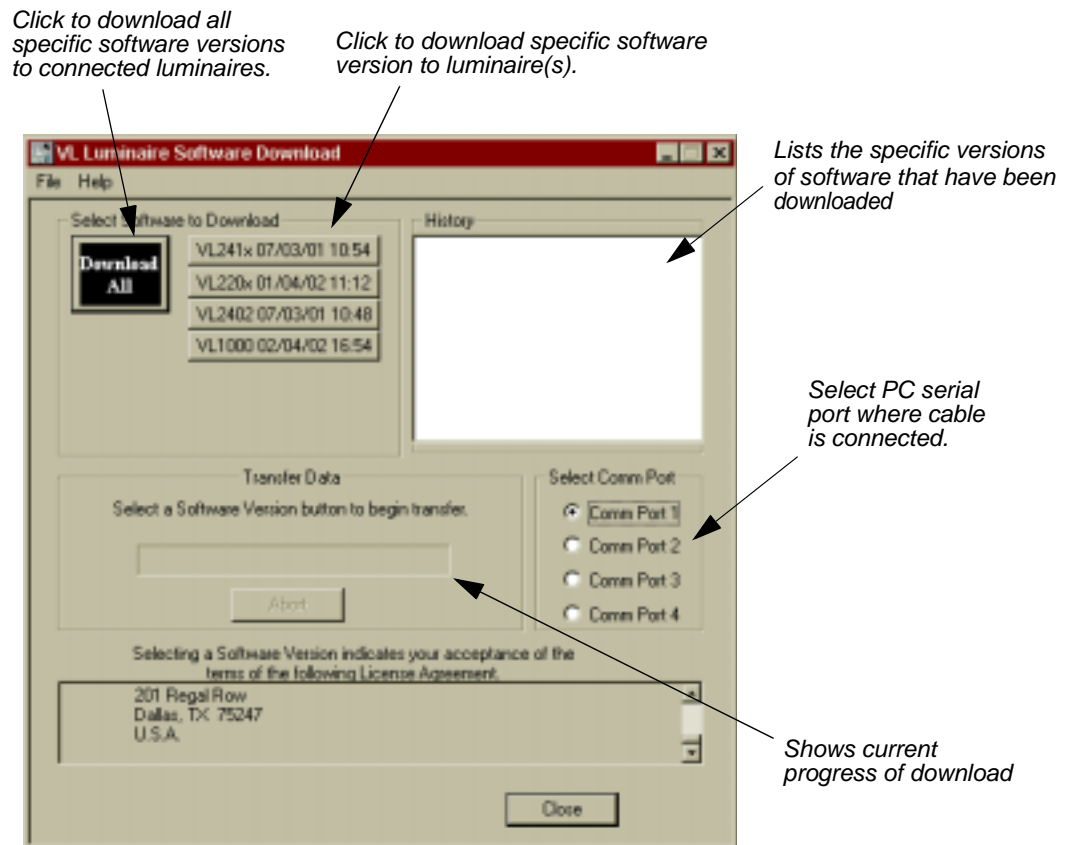 Click to download all
specific software versions
to connected luminaires.
Click to download specific software
version to luminaire(s).
VL Luminaire Software Download
File Help
Select Software to Download
Download
All
VL241x 07/03/01 10:54
VL220x 01/04/02 11:12
VL2402 07/03/01 10:48
VL1000 02/04/02 16:54
History
Lists the specific versions
of software that have been
downloaded
Select PC serial
port where cable
is connected.
Transfer Data
Select a Software Version button to begin transfer.
Abort
Select Comm Port
Comm Port 1
Comm Port 2
Comm Port 3
Comm Port 4
Selecting a Software Version indicates your acceptance of the
terms of the following License Agreement.
201 Regal Row
Dallas, TX 75247
U.S.A.
Shows current
progress of download
Close